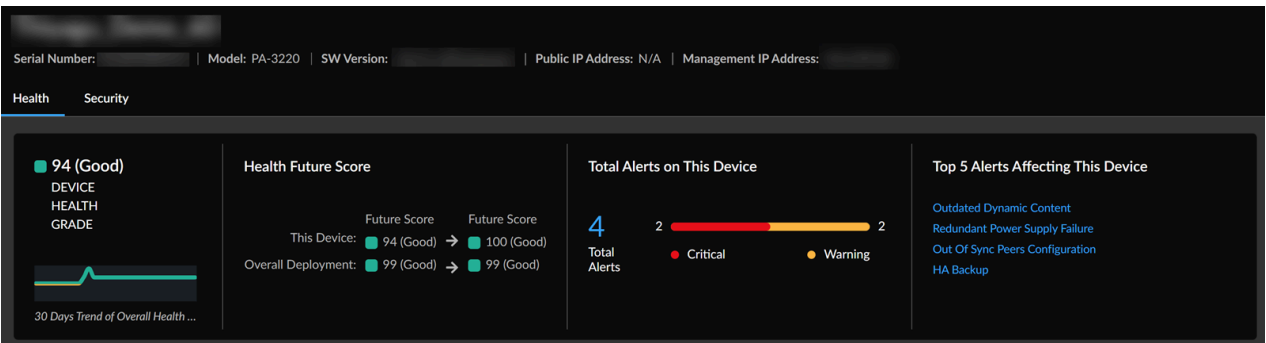 Serial Number: | Model: PA-3220 | SW Version: | Public IP Address: N/A | Management IP Address:
Health Security
94 (Good)
DEVICE
HEALTH
GRADE
30 Days Trend of Overall Health ...
Health Future Score
Future Score Future Score
This Device: 94 (Good) → 100 (Good)
Overall Deployment: 99 (Good) → 99 (Good)
Total Alerts on This Device
4
Total
Alerts
2 2
Critical Warning
Top 5 Alerts Affecting This Device
Outdated Dynamic Content
Redundant Power Supply Failure
Out Of Sync Peers Configuration
HA Backup